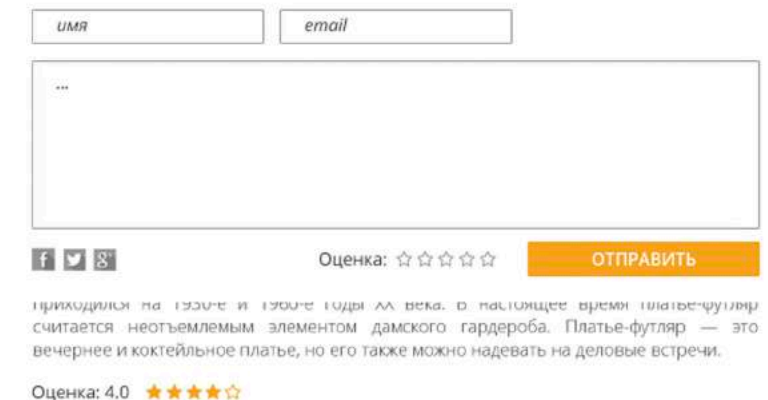 имя email
...
f g+
Оценка: ОТПРАВИТЬ
приходился на 1950-е и 1960-е годы XX века. В настоящее время платье-футляр
считается неотъемлемым элементом дамского гардероба. Платье-футляр — это
вечернее и коктейльное платье, но его также можно надевать на деловые встречи.
Оценка: 4.0